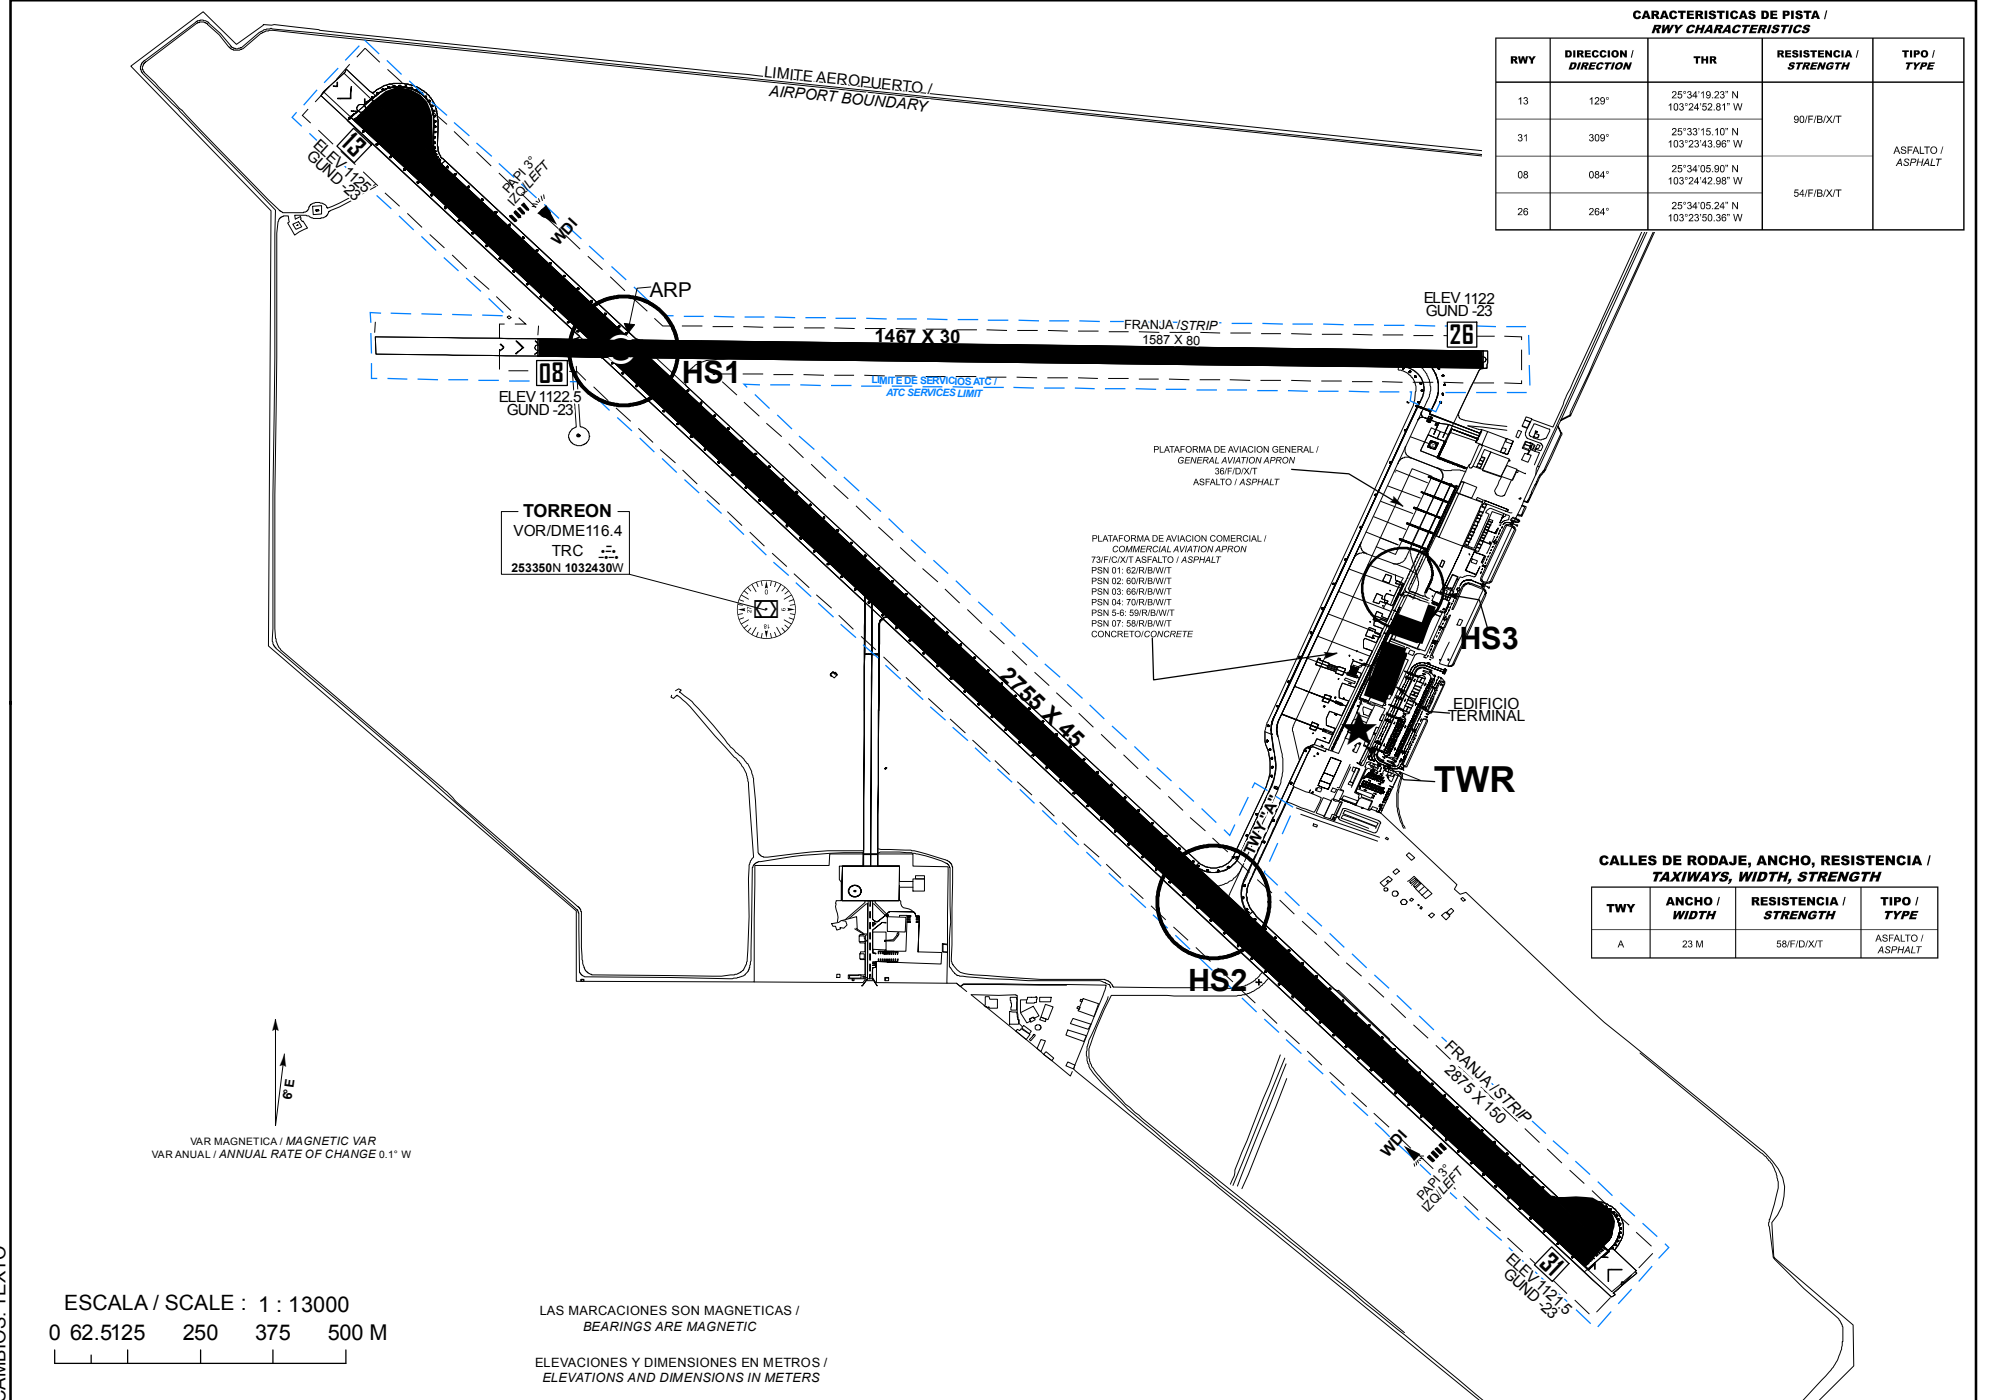 CARACTERISTICAS DE PISTA /
RWY CHARACTERISTICS
RWY
DIRECCION /
DIRECTION
THR
RESISTENCIA /
STRENGTH
TIPO /
TYPE
13
129°
25°34'19.23" N
103°24'52.81" W
90/F/B/X/T
31
309°
25°33'15.10" N
103°23'43.96" W
08
084°
25°34'05.90" N
103°24'42.98" W
54/F/B/X/T
26
264°
25°34'05.24" N
103°23'50.36" W
ASFALTO /
ASPHALT
LIMITE AEROPUERTO /
AIRPORT BOUNDARY
13
ELEV 1125
GUND -23
PAPI 3°
IZQ/LEFT
WDI
ARP
HS1
1467 X 30
FRANJA/STRIP
1587 X 80
ELEV 1122
GUND -23
26
08
ELEV 1122.5
GUND -23
LIMITE DE SERVICIOS ATC /
ATC SERVICES LIMIT
PLATAFORMA DE AVIACION GENERAL /
GENERAL AVIATION APRON
36/F/D/X/T
ASFALTO / ASPHALT
TORREON
VOR/DME116.4
TRC
253350N 1032430W
0
9
18
27
PLATAFORMA DE AVIACION COMERCIAL /
COMMERCIAL AVIATION APRON
73/F/C/X/T ASFALTO / ASPHALT
PSN 01: 62/R/B/W/T
PSN 02: 60/R/B/W/T
PSN 03: 66/R/B/W/T
PSN 04: 70/R/B/W/T
PSN 5-6: 59/R/B/W/T
PSN 07: 58/R/B/W/T
CONCRETO/CONCRETE
HS3
2755 X 45
EDIFICIO
TERMINAL
TWR
TWY "A"
HS2
CALLES DE RODAJE, ANCHO, RESISTENCIA /
TAXIWAYS, WIDTH, STRENGTH
TWY
ANCHO /
WIDTH
RESISTENCIA /
STRENGTH
TIPO /
TYPE
A
23 M
58/F/D/X/T
ASFALTO /
ASPHALT
FRANJA/STRIP
2875 X 150
WDI
PAPI 3°
IZQ/LEFT
31
ELEV 1121.5
GUND -23
6° E
VAR MAGNETICA / MAGNETIC VAR
VAR ANUAL / ANNUAL RATE OF CHANGE 0.1° W
ESCALA / SCALE : 1 : 13000
0 62.5125 250 375 500 M
LAS MARCACIONES SON MAGNETICAS /
BEARINGS ARE MAGNETIC
ELEVACIONES Y DIMENSIONES EN METROS /
ELEVATIONS AND DIMENSIONS IN METERS
CAMBIOS: TEXTO